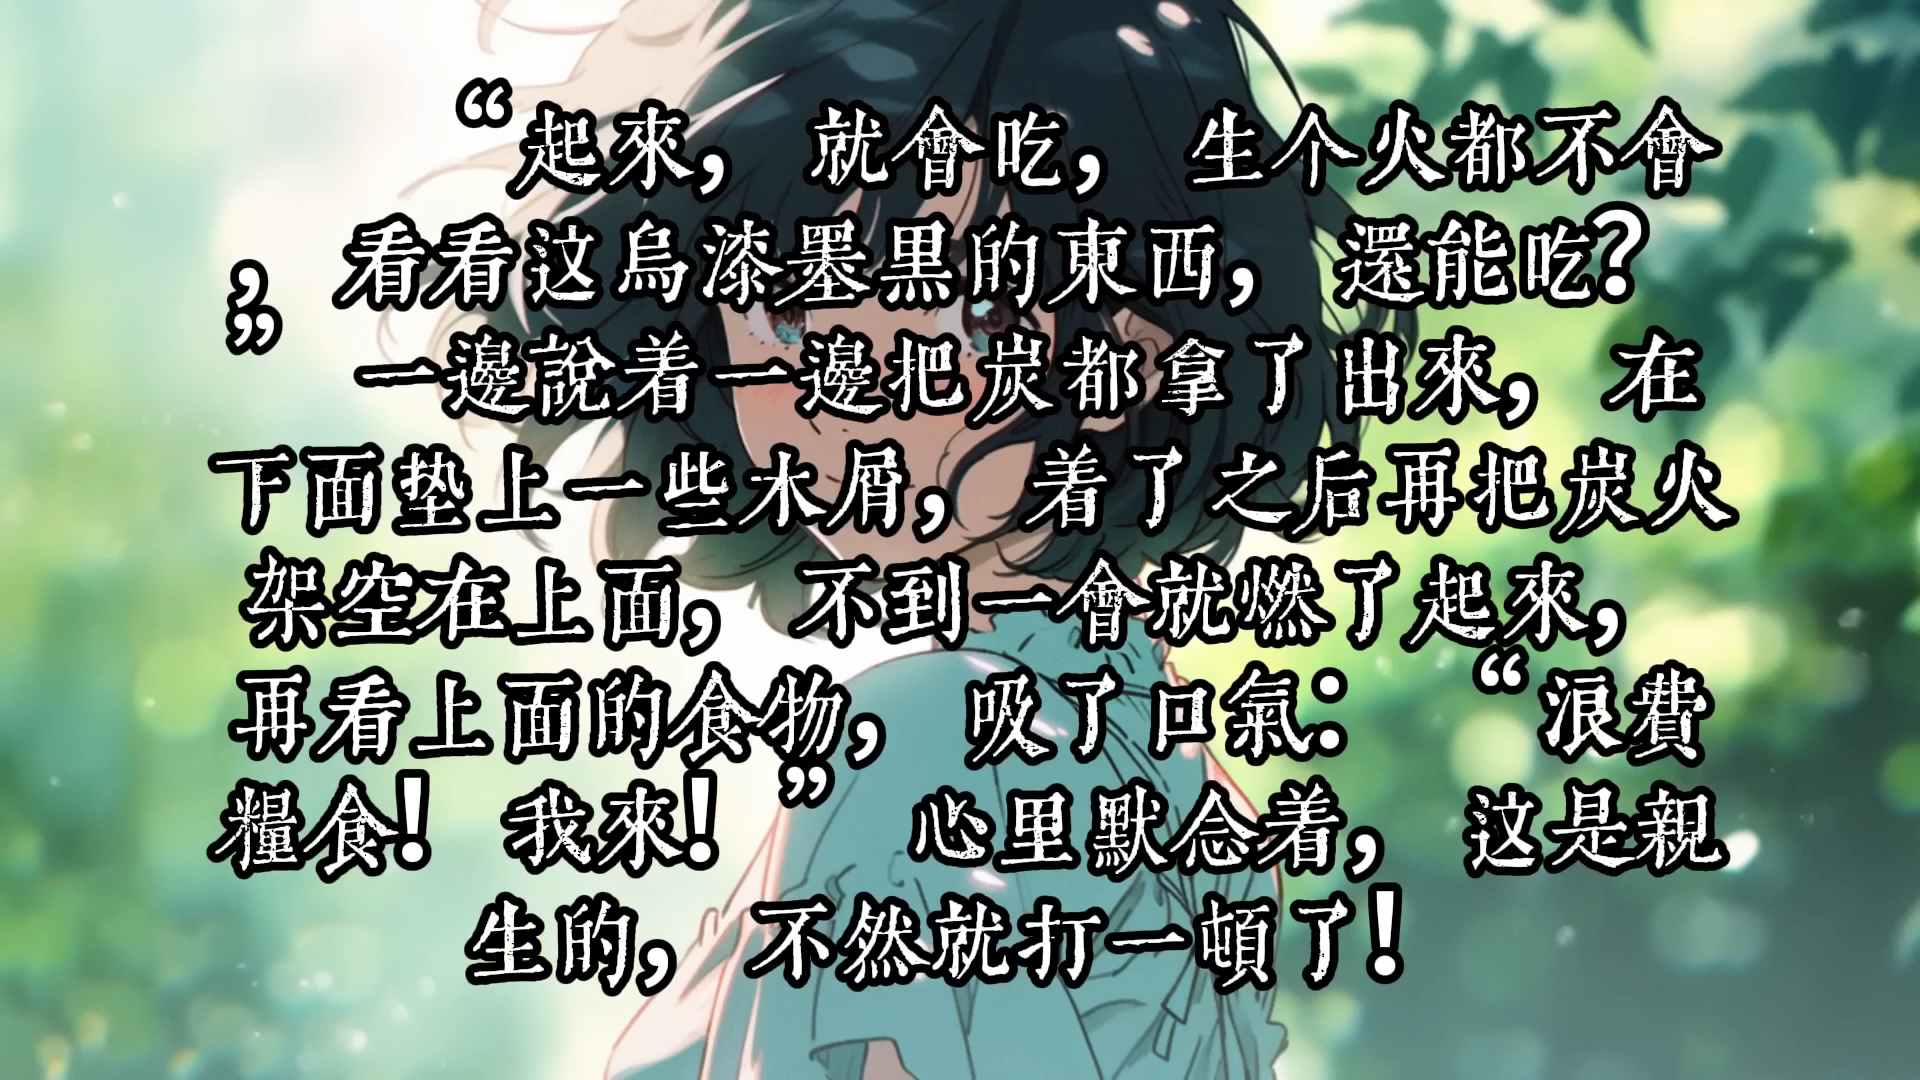 “起來，就會吃，生个火都不會
，看看这烏漆墨黑的東西，還能吃？
”一邊說着一邊把炭都拿了出來，在
下面垫上一些木屑，着了之后再把炭火
架空在上面，不到一會就燃了起來，
再看上面的食物，吸了口氣：“浪費
糧食！我來！”心里默念着，这是親
生的，不然就打一頓了！